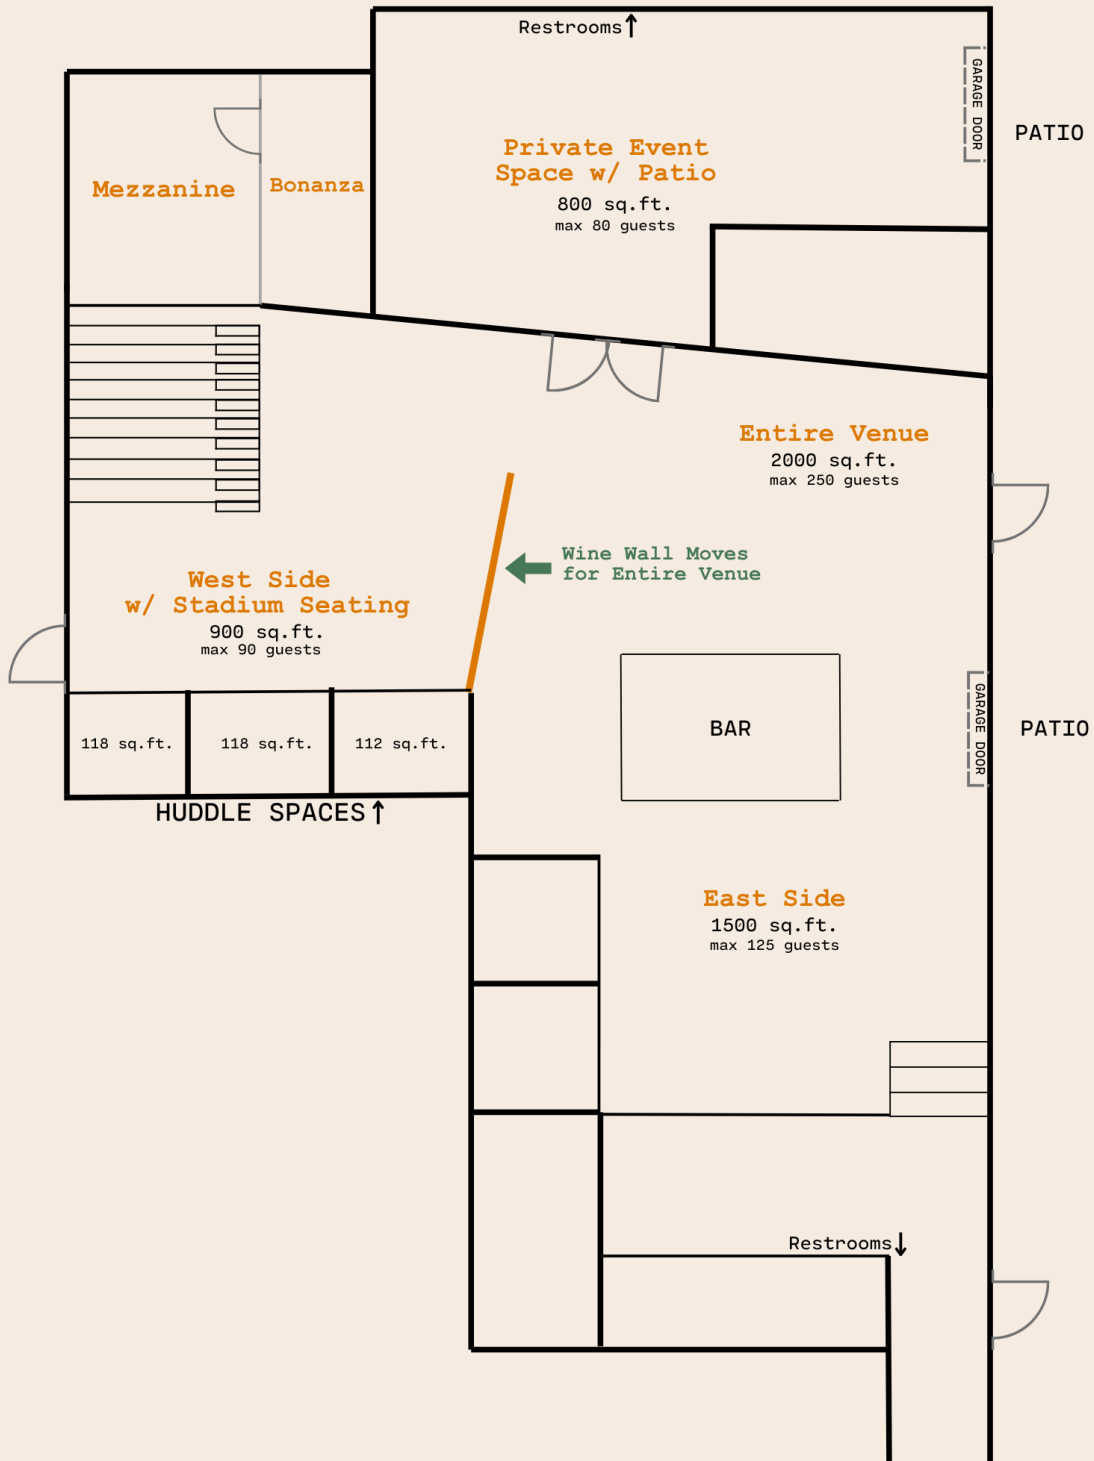 Restrooms↑
GARAGE DOOR
PATIO
Private Event
Space w/ Patio
800 sq.ft.
max 80 guests
Mezzanine
Bonanza
Entire Venue
2000 sq.ft.
max 250 guests
Wine Wall Moves
for Entire Venue
West Side
w/ Stadium Seating
900 sq.ft.
max 90 guests
118 sq.ft.
118 sq.ft.
112 sq.ft.
HUDDLE SPACES↑
BAR
GARAGE DOOR
PATIO
East Side
1500 sq.ft.
max 125 guests
Restrooms↓